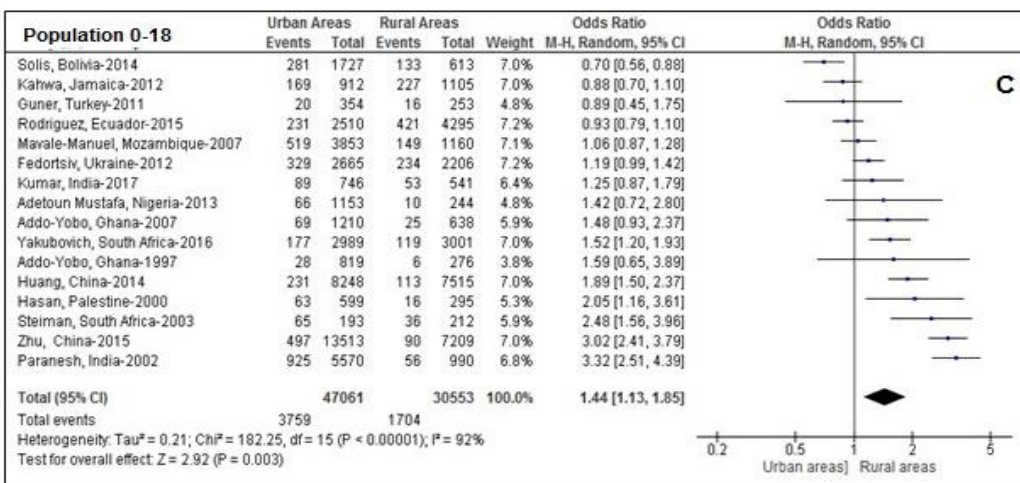 Population 0-18
Urban Areas Rural Areas Odds Ratio Odds Ratio
Events Total Events Total Weight M-H, Random, 95% CI M-H, Random, 95% CI
Solis, Bolivia-2014 281 1727 133 613 7.0% 0.70 [0.56, 0.88]
C
Kahwa, Jamaica-2012 169 912 227 1105 7.0% 0.88 [0.70, 1.10]
Guner, Turkey-2011 20 354 16 253 4.8% 0.89 [0.45, 1.75]
Rodriguez, Ecuador-2015 231 2510 421 4295 7.2% 0.93 [0.79, 1.10]
Mavale-Manuel, Mozambique-2007 519 3853 149 1160 7.1% 1.06 [0.87, 1.28]
Fedortsiv, Ukraine-2012 329 2665 234 2206 7.2% 1.19 [0.99, 1.42]
Kumar, India-2017 89 746 53 541 6.4% 1.25 [0.87, 1.79]
Adetoun Mustafa, Nigeria-2013 66 1153 10 244 4.7% 1.42 [0.72, 2.80]
Addo-Yobo, Ghana-2007 69 1210 25 638 5.9% 1.48 [0.93, 2.37]
Yakubovich, South Africa-2016 177 2989 119 3001 7.0% 1.52 [1.20, 1.93]
Addo-Yobo, Ghana-1997 28 819 6 276 3.8% 1.59 [0.65, 3.89]
Huang, China-2014 231 8248 113 7515 7.0% 1.89 [1.50, 2.37]
Hasan, Palestine-2000 63 599 16 295 5.3% 2.05 [1.16, 3.61]
Steiman, South Africa-2003 65 193 36 212 5.9% 2.48 [1.56, 3.96]
Zhu, China-2015 497 13513 90 7209 7.0% 3.02 [2.41, 3.79]
Paranesh, India-2002 925 5570 56 990 6.8% 3.32 [2.51, 4.39]
Total (95% CI) 47061 30553 100.0% 1.44 [1.13, 1.85]
Total events 3759 1704
Heterogeneity: Tau² = 0.21; Chi² = 182.25, df = 15 (P < 0.00001); I² = 92%
Test for overall effect: Z = 2.92 (P = 0.003)
0.2 0.5 1 2 5
Urban areas] Rural areas